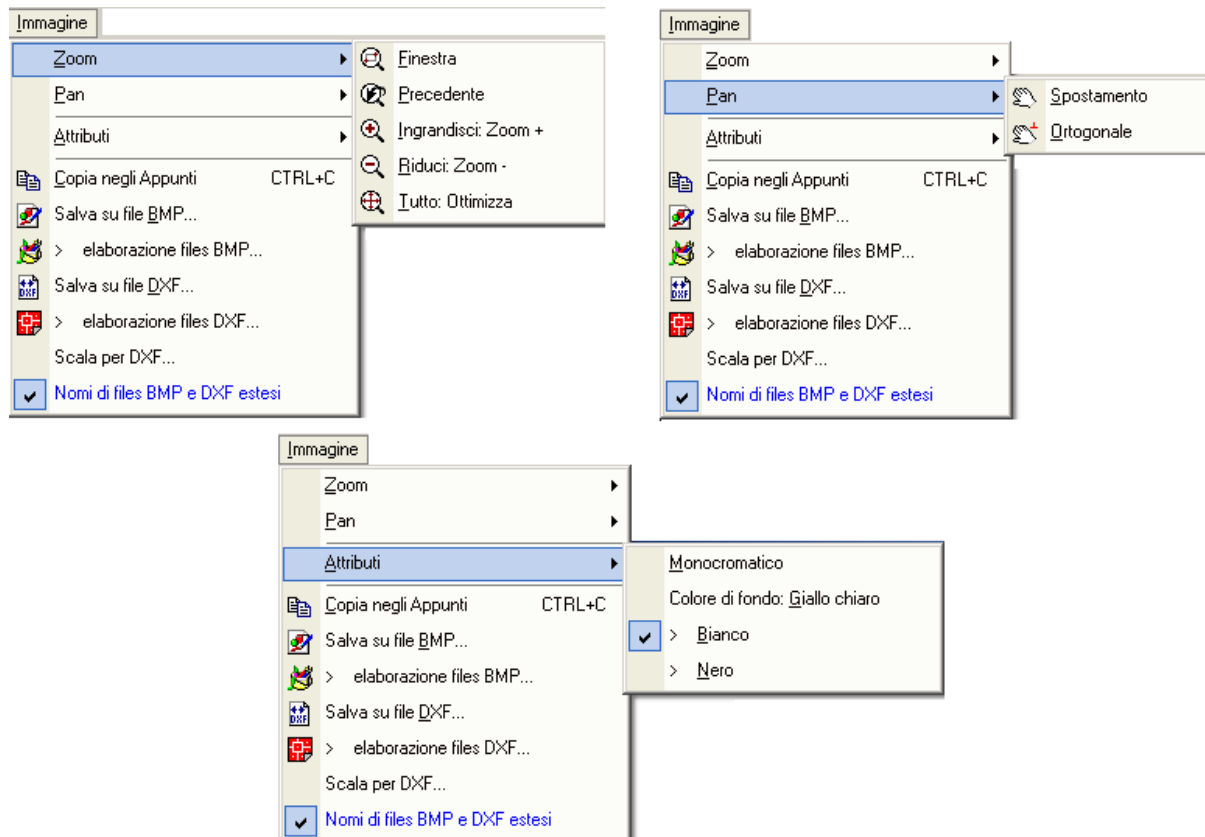 Immagine
Zoom
Pan
Attributi
Copia negli Appunti CTRL+C
Salva su file BMP...
> elaborazione files BMP...
Salva su file DXF...
> elaborazione files DXF...
Scala per DXF...
Nomi di files BMP e DXF estesi
Finestra
Precedente
Ingrandisci: Zoom +
Riduci: Zoom -
Tutto: Ottimizza
Immagine
Zoom
Pan
Attributi
Copia negli Appunti CTRL+C
Salva su file BMP...
> elaborazione files BMP...
Salva su file DXF...
> elaborazione files DXF...
Scala per DXF...
Nomi di files BMP e DXF estesi
Spostamento
Ortogonale
Immagine
Zoom
Pan
Attributi
Copia negli Appunti CTRL+C
Salva su file BMP...
> elaborazione files BMP...
Salva su file DXF...
> elaborazione files DXF...
Scala per DXF...
Nomi di files BMP e DXF estesi
Monocromatico
Colore di fondo: Giallo chiaro
> Bianco
> Nero